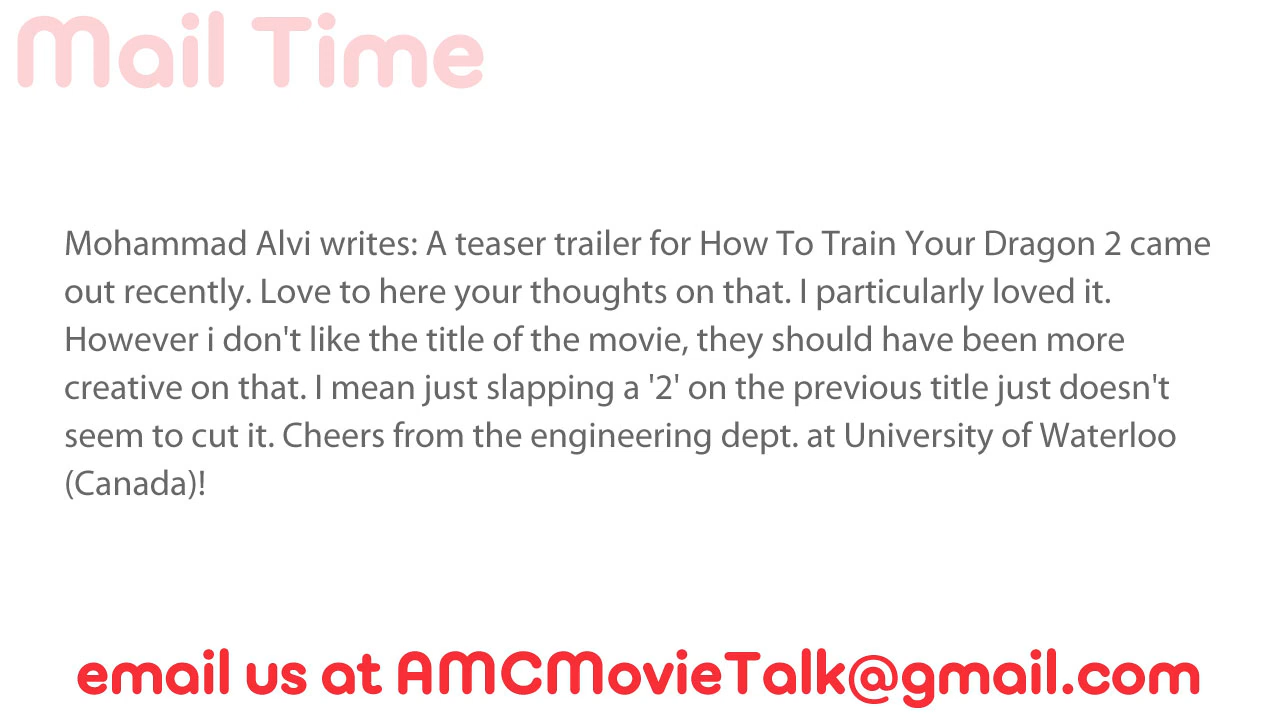 Mail Time
Mohammad Alvi writes: A teaser trailer for How To Train Your Dragon 2 came
out recently. Love to here your thoughts on that. I particularly loved it.
However i don't like the title of the movie, they should have been more
creative on that. I mean just slapping a '2' on the previous title just doesn't
seem to cut it. Cheers from the engineering dept. at University of Waterloo
(Canada)!
email us at AMCMovieTalk@gmail.com